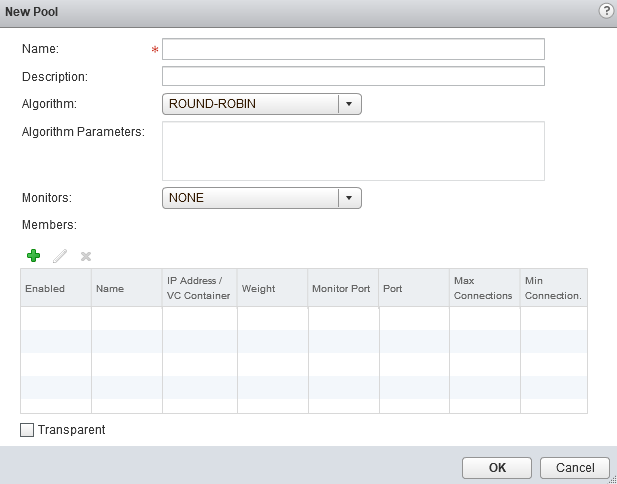 New Pool
?
Name: *
Description:
Algorithm: ROUND-ROBIN
Algorithm Parameters:
Monitors: NONE
Members:
Enabled Name IP Address / VC Container Weight Monitor Port Port Max Connections Min Connection.
Transparent
OK Cancel